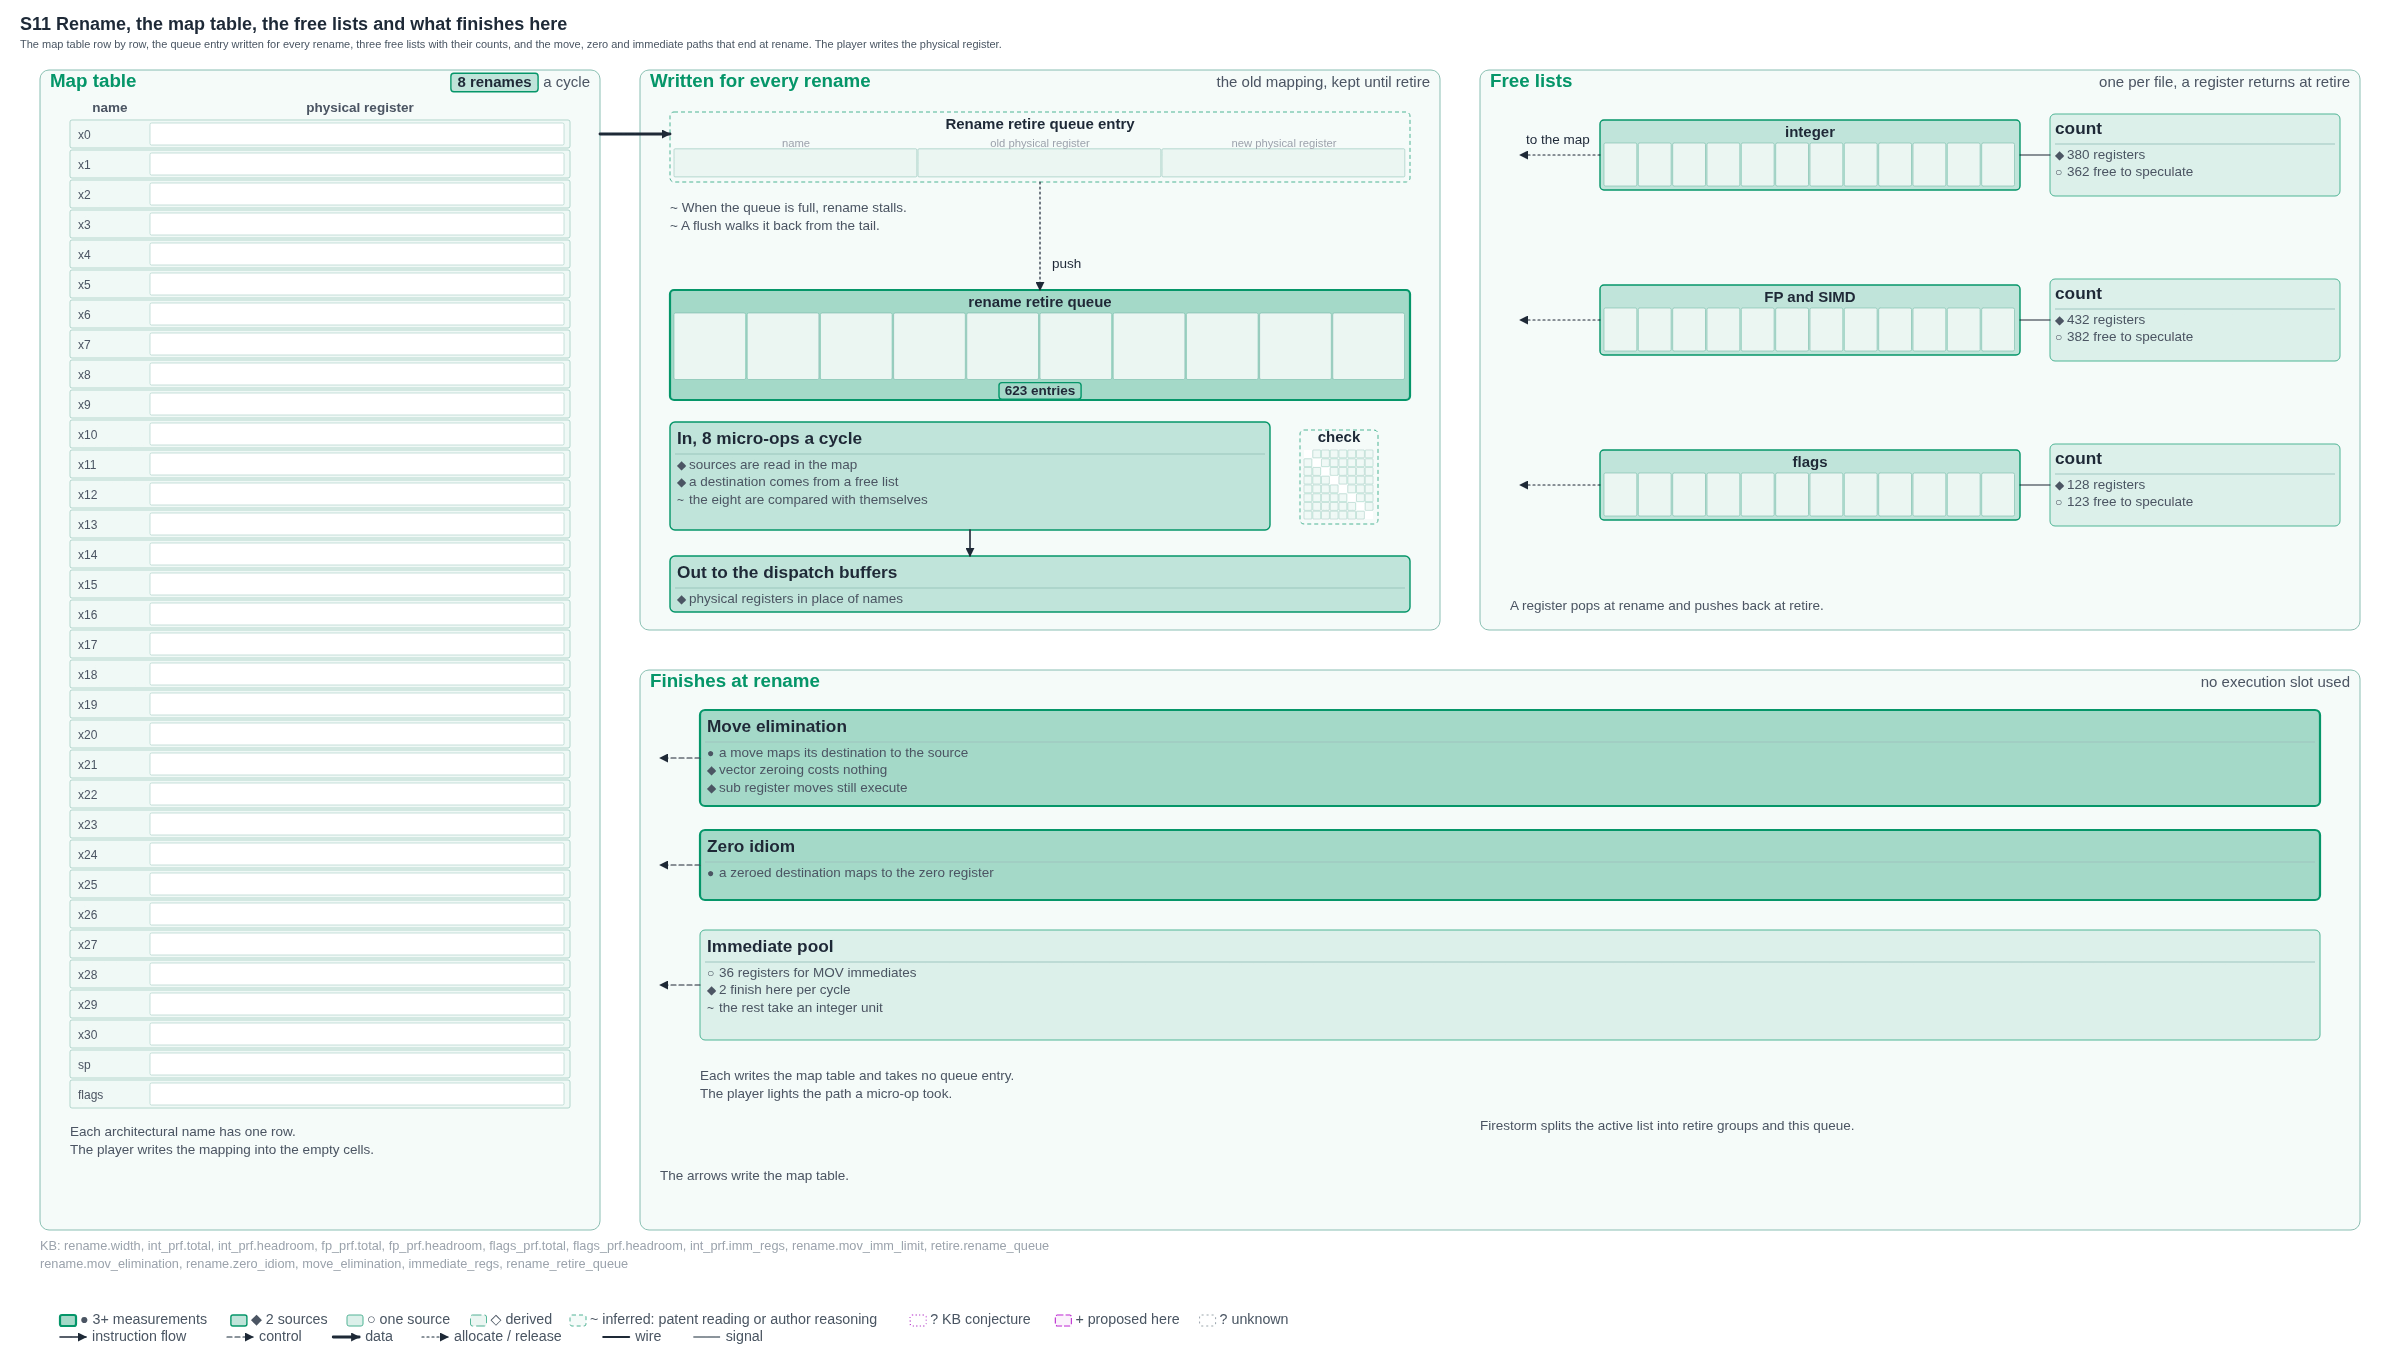 S11 Rename, the map table, the free lists and what finishes here
The map table row by row, the queue entry written for every rename, three free lists with their counts, and the move, zero and immediate paths that end at rename. The player writes the physical register.
Map table
8 renames a cycle
name physical register
x0
x1
x2
x3
x4
x5
x6
x7
x8
x9
x10
x11
x12
x13
x14
x15
x16
x17
x18
x19
x20
x21
x22
x23
x24
x25
x26
x27
x28
x29
x30
sp
flags
Each architectural name has one row.
The player writes the mapping into the empty cells.
Written for every rename
the old mapping, kept until retire
Rename retire queue entry
name old physical register new physical register
~ When the queue is full, rename stalls.
~ A flush walks it back from the tail.
push
rename retire queue
623 entries
In, 8 micro-ops a cycle
◆ sources are read in the map
◆ a destination comes from a free list
~ the eight are compared with themselves
check
Out to the dispatch buffers
◆ physical registers in place of names
Free lists
one per file, a register returns at retire
to the map
integer
count
◆ 380 registers
○ 362 free to speculate
FP and SIMD
count
◆ 432 registers
○ 382 free to speculate
flags
count
◆ 128 registers
○ 123 free to speculate
A register pops at rename and pushes back at retire.
Finishes at rename
no execution slot used
Move elimination
● a move maps its destination to the source
◆ vector zeroing costs nothing
◆ sub register moves still execute
Zero idiom
● a zeroed destination maps to the zero register
Immediate pool
○ 36 registers for MOV immediates
◆ 2 finish here per cycle
~ the rest take an integer unit
Each writes the map table and takes no queue entry.
The player lights the path a micro-op took.
Firestorm splits the active list into retire groups and this queue.
The arrows write the map table.
KB: rename.width, int_prf.total, int_prf.headroom, fp_prf.total, fp_prf.headroom, flags_prf.total, flags_prf.headroom, int_prf.imm_regs, rename.mov_imm_limit, retire.rename_queue
rename.mov_elimination, rename.zero_idiom, move_elimination, immediate_regs, rename_retire_queue
● 3+ measurements ◆ 2 sources ○ one source ◇ derived ~ inferred: patent reading or author reasoning ? KB conjecture + proposed here ? unknown
instruction flow control data allocate / release wire signal